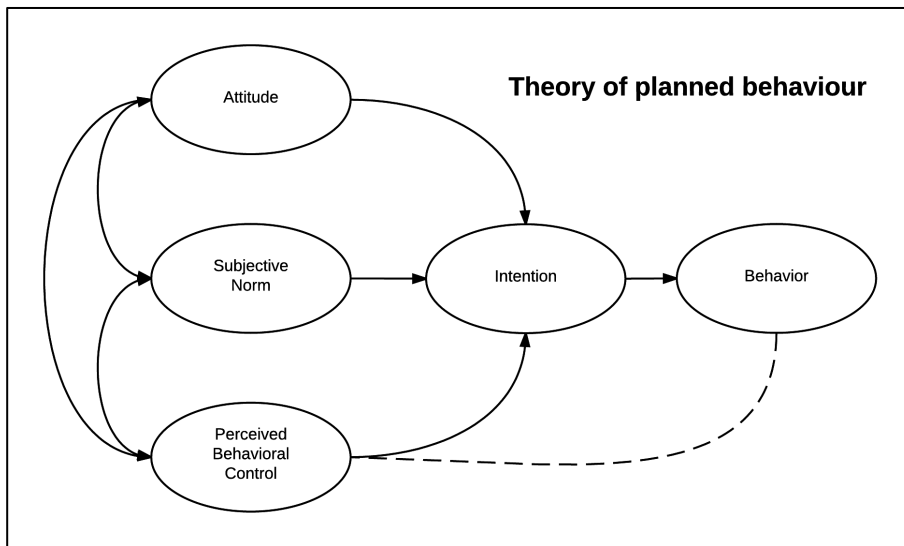 Theory of planned behaviour
Attitude
Subjective
Norm
Intention
Behavior
Perceived
Behavioral
Control